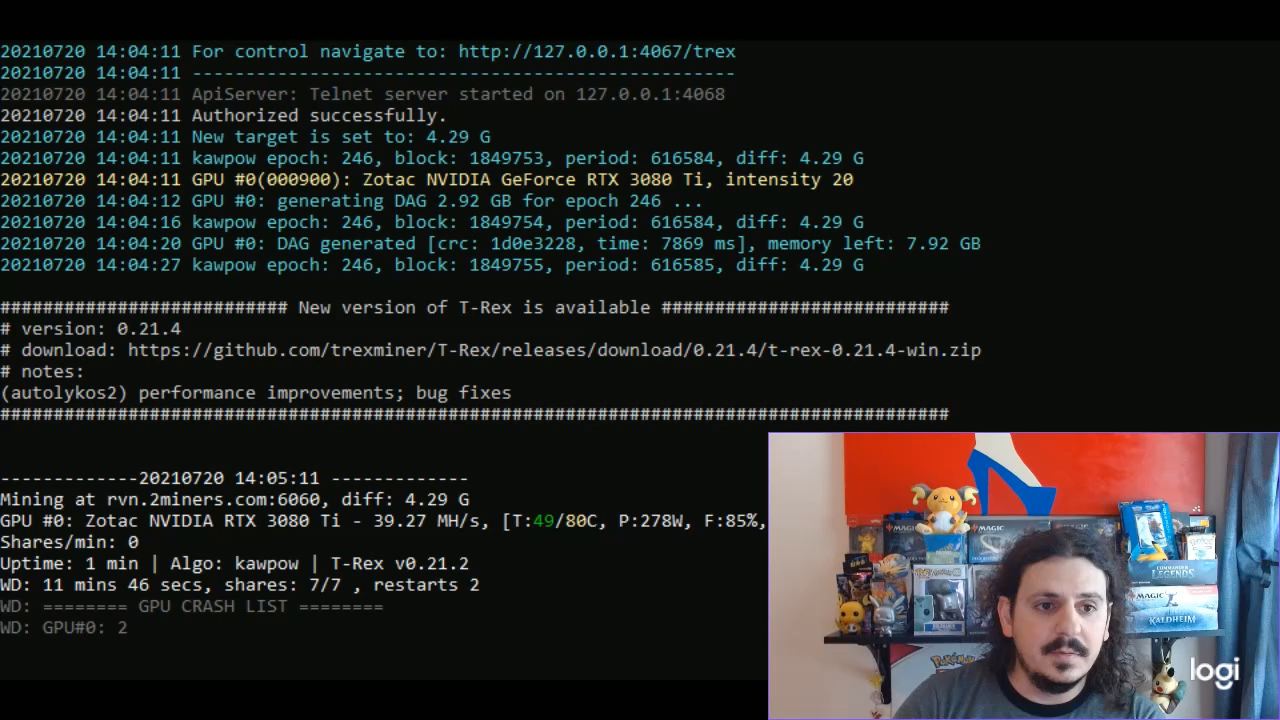 20210720 14:04:11 For control navigate to: http://127.0.0.1:4067/trex
20210720 14:04:11 ---------------------------------------------------
20210720 14:04:11 ApiServer: Telnet server started on 127.0.0.1:4068
20210720 14:04:11 Authorized successfully.
20210720 14:04:11 New target is set to: 4.29 G
20210720 14:04:11 kawpow epoch: 246, block: 1849753, period: 616584, diff: 4.29 G
20210720 14:04:11 GPU #0(000900): Zotac NVIDIA GeForce RTX 3080 Ti, intensity 20
20210720 14:04:12 GPU #0: generating DAG 2.92 GB for epoch 246 ...
20210720 14:04:16 kawpow epoch: 246, block: 1849754, period: 616584, diff: 4.29 G
20210720 14:04:20 GPU #0: DAG generated [crc: 1d0e3228, time: 7869 ms], memory left: 7.92 GB
20210720 14:04:27 kawpow epoch: 246, block: 1849755, period: 616585, diff: 4.29 G
########################### New version of T-Rex is available ###########################
# version: 0.21.4
# download: https://github.com/trexminer/T-Rex/releases/download/0.21.4/t-rex-0.21.4-win.zip
# notes:
(autolykos2) performance improvements; bug fixes
#########################################################################################
-------------20210720 14:05:11 -------------
Mining at rvn.2miners.com:6060, diff: 4.29 G
GPU #0: Zotac NVIDIA RTX 3080 Ti - 39.27 MH/s, [T:49/80C, P:278W, F:85%,
Shares/min: 0
Uptime: 1 min | Algo: kawpow | T-Rex v0.21.2
WD: 11 mins 46 secs, shares: 7/7 , restarts 2
WD: ======== GPU CRASH LIST ========
WD: GPU#0: 2
MAGIC
MAGIC
COMMANDER
LEGENDS
MAGIC
KALDHEIM
logi